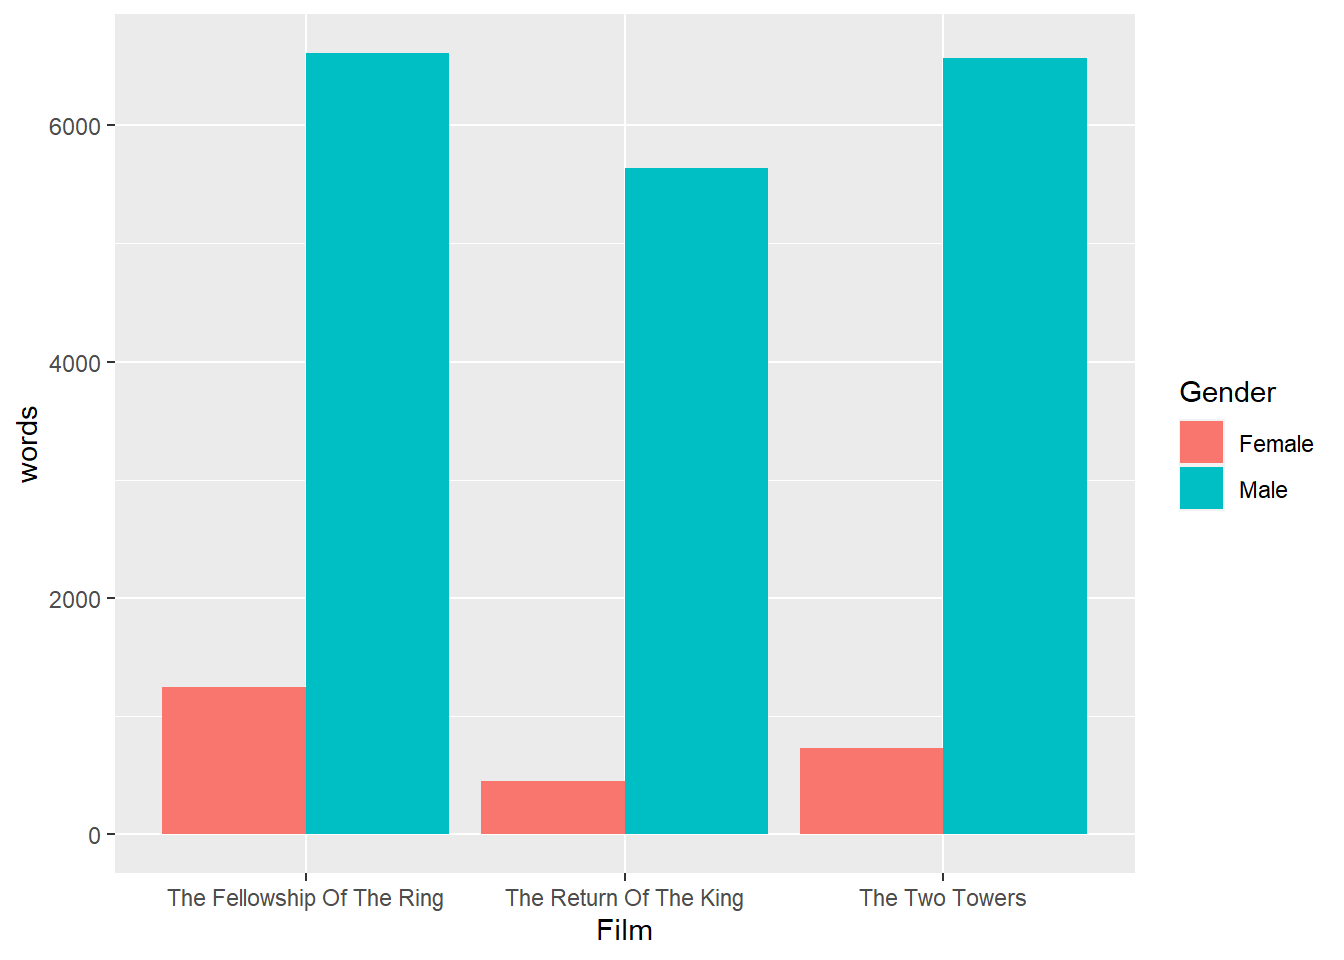 words
6000
4000
2000
0
The Fellowship Of The Ring
The Return Of The King
The Two Towers
Film
Gender
Female
Male